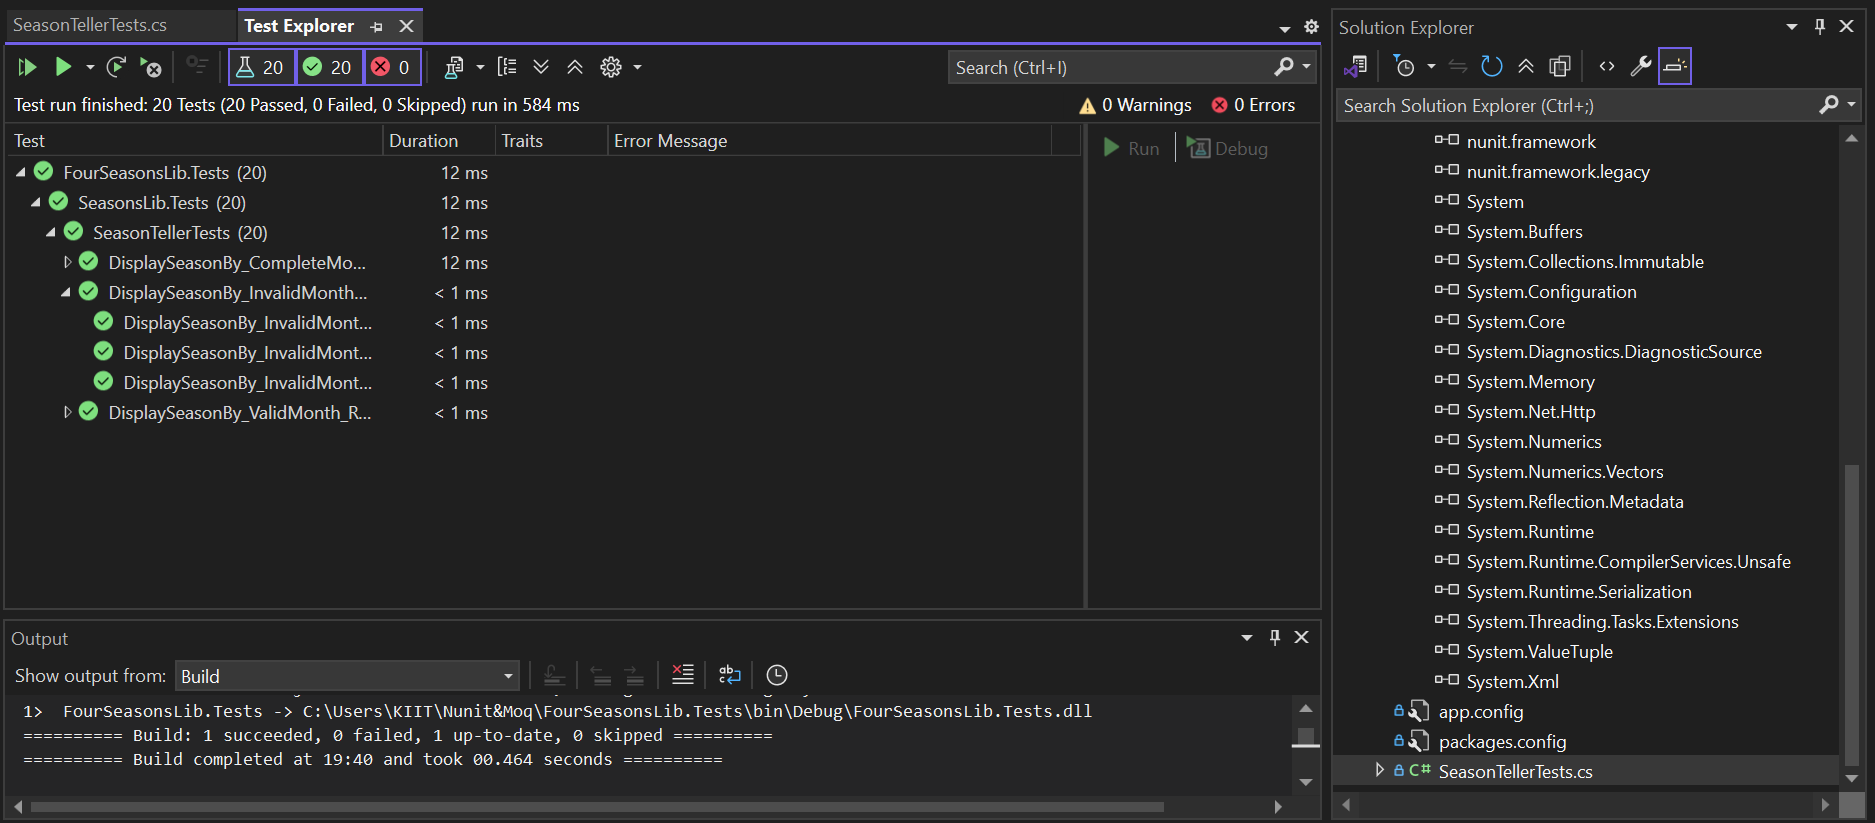 SeasonTellerTests.cs
Test Explorer
20
20
0
Search (Ctrl+I)
Test run finished: 20 Tests (20 Passed, 0 Failed, 0 Skipped) run in 584 ms
0 Warnings
0 Errors
Test Duration Traits Error Message
Run
Debug
FourSeasonsLib.Tests (20) 12 ms
SeasonsLib.Tests (20) 12 ms
SeasonTellerTests (20) 12 ms
DisplaySeasonBy_CompleteMo... 12 ms
DisplaySeasonBy_InvalidMonth... < 1 ms
DisplaySeasonBy_InvalidMont... < 1 ms
DisplaySeasonBy_InvalidMont... < 1 ms
DisplaySeasonBy_InvalidMont... < 1 ms
DisplaySeasonBy_ValidMonth_R... < 1 ms
Output
Show output from: Build
1> FourSeasonsLib.Tests -> C:\Users\KIIT\Nunit&Moq\FourSeasonsLib.Tests\bin\Debug\FourSeasonsLib.Tests.dll
========== Build: 1 succeeded, 0 failed, 1 up-to-date, 0 skipped ==========
========== Build completed at 19:40 and took 00.464 seconds ==========
Solution Explorer
Search Solution Explorer (Ctrl+;)
nunit.framework
nunit.framework.legacy
System
System.Buffers
System.Collections.Immutable
System.Configuration
System.Core
System.Diagnostics.DiagnosticSource
System.Memory
System.Net.Http
System.Numerics
System.Numerics.Vectors
System.Reflection.Metadata
System.Runtime
System.Runtime.CompilerServices.Unsafe
System.Runtime.Serialization
System.Threading.Tasks.Extensions
System.ValueTuple
System.Xml
app.config
packages.config
C# SeasonTellerTests.cs